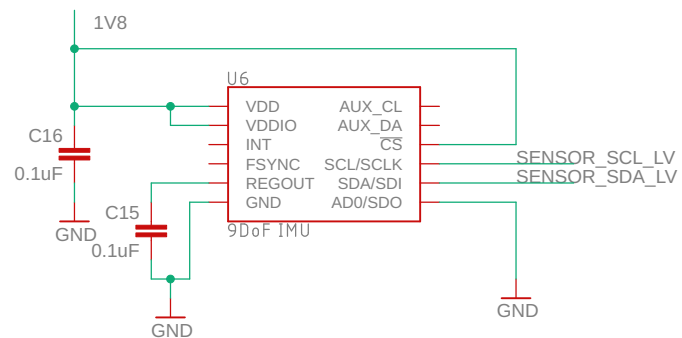 1V8
U6
VDD
VDDIO
INT
FSYNC
REGOUT
GND
AUX_CL
AUX_DA
CS
SCL/SCLK
SDA/SDI
AD0/SDO
9DoF IMU
SENSOR_SCL_LV
SENSOR_SDA_LV
C16
0.1uF
GND
C15
0.1uF
GND
GND